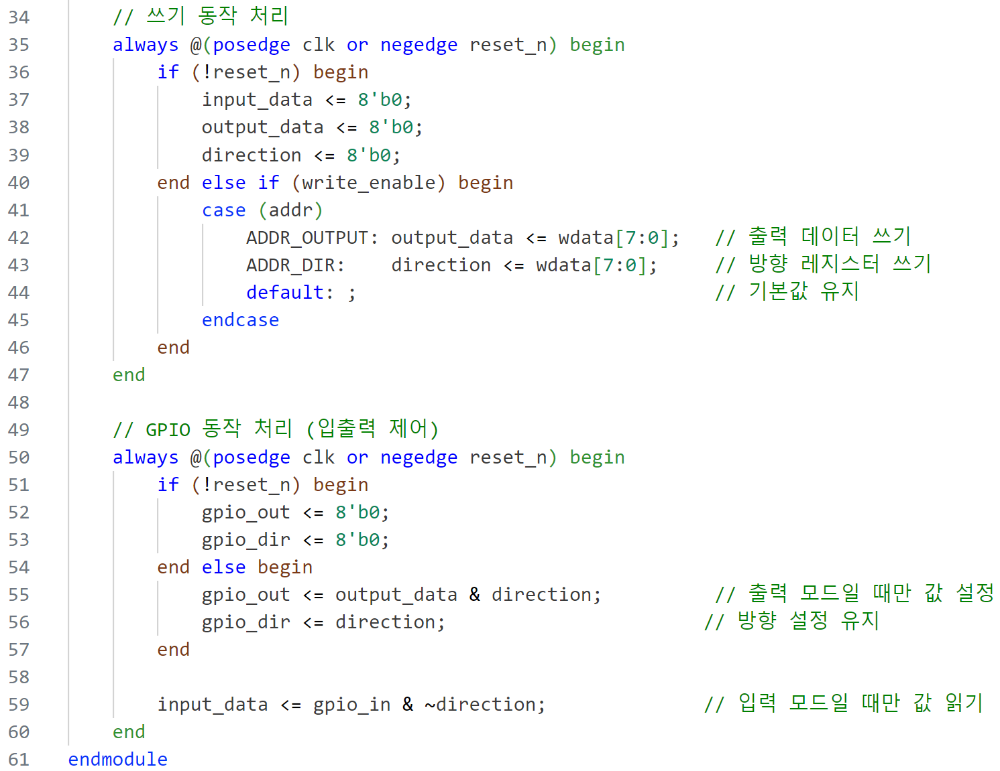 34 // 쓰기 동작 처리
35 always @(posedge clk or negedge reset_n) begin
36 if (!reset_n) begin
37 input_data <= 8'b0;
38 output_data <= 8'b0;
39 direction <= 8'b0;
40 end else if (write_enable) begin
41 case (addr)
42 ADDR_OUTPUT: output_data <= wdata[7:0]; // 출력 데이터 쓰기
43 ADDR_DIR: direction <= wdata[7:0]; // 방향 레지스터 쓰기
44 default: ; // 기본값 유지
45 endcase
46 end
47 end
48
49 // GPIO 동작 처리 (입출력 제어)
50 always @(posedge clk or negedge reset_n) begin
51 if (!reset_n) begin
52 gpio_out <= 8'b0;
53 gpio_dir <= 8'b0;
54 end else begin
55 gpio_out <= output_data & direction; // 출력 모드일 때만 값 설정
56 gpio_dir <= direction; // 방향 설정 유지
57 end
58
59 input_data <= gpio_in & ~direction; // 입력 모드일 때만 값 읽기
60 end
61 endmodule